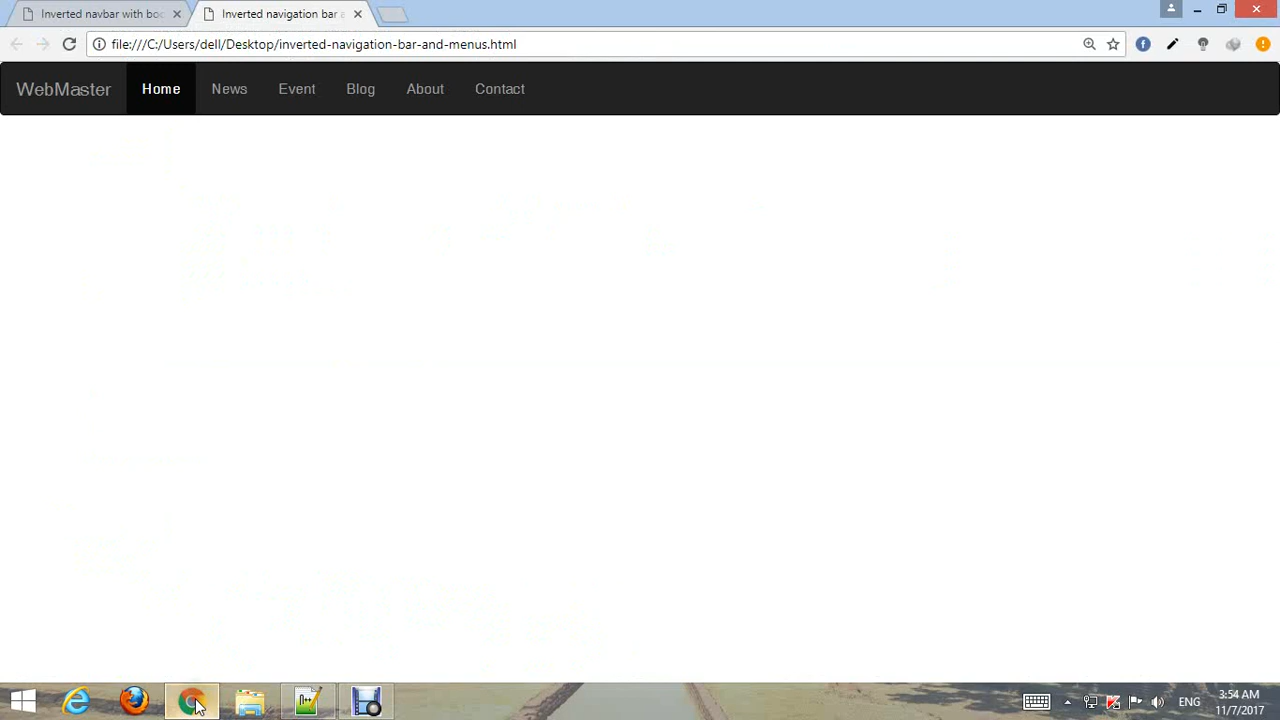 Inverted navbar with boo
Inverted navigation bar a
file:///C:/Users/dell/Desktop/inverted-navigation-bar-and-menus.html
WebMaster Home News Event Blog About Contact
ENG
3:54 AM
11/7/2017